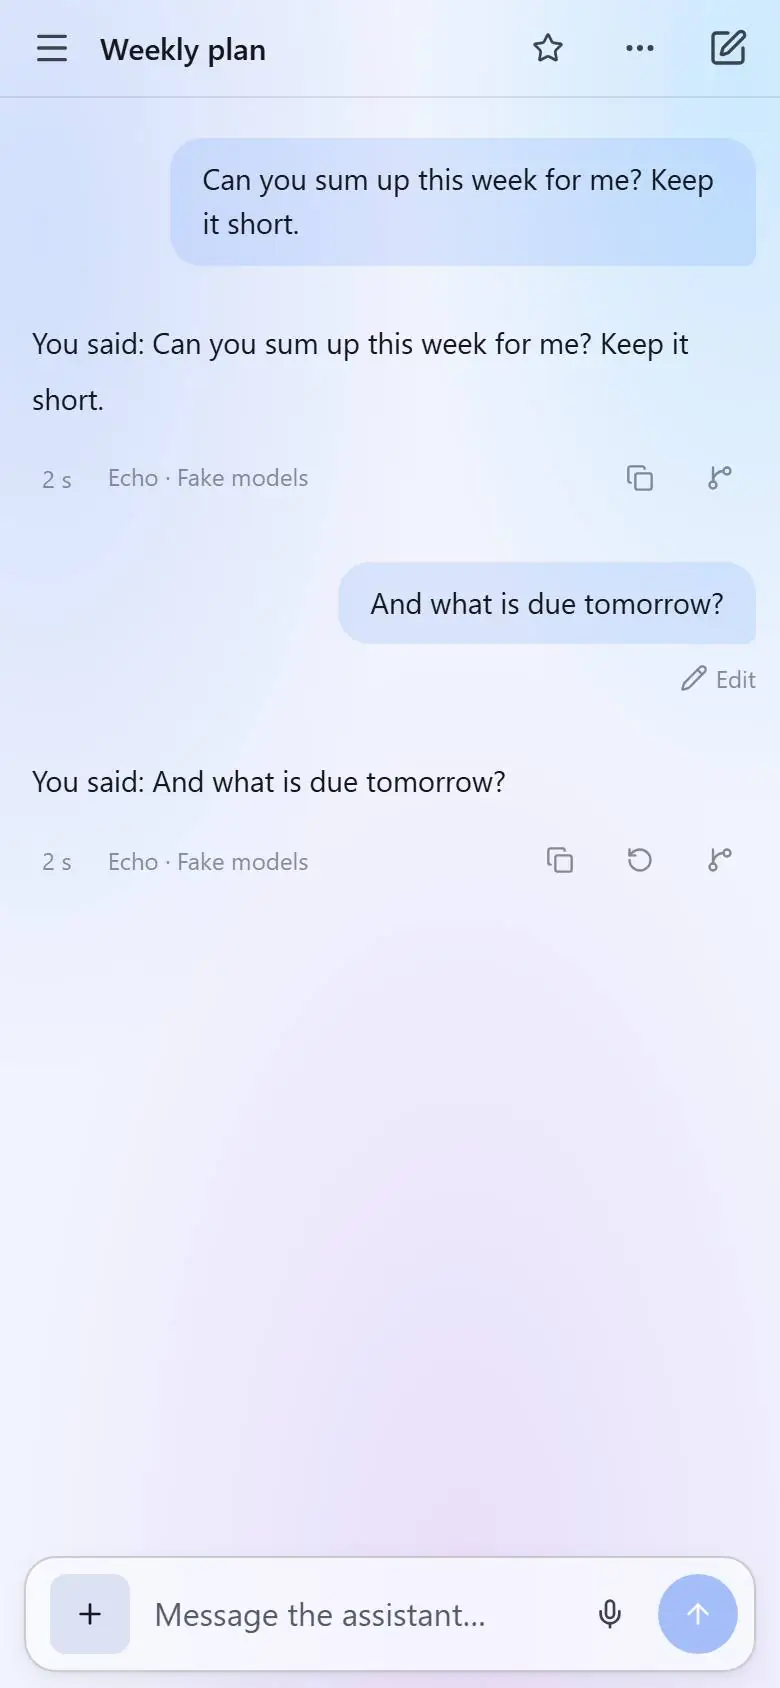 Weekly plan
Can you sum up this week for me? Keep
it short.
You said: Can you sum up this week for me? Keep it
short.
2 s Echo · Fake models
And what is due tomorrow?
Edit
You said: And what is due tomorrow?
2 s Echo · Fake models
Message the assistant...